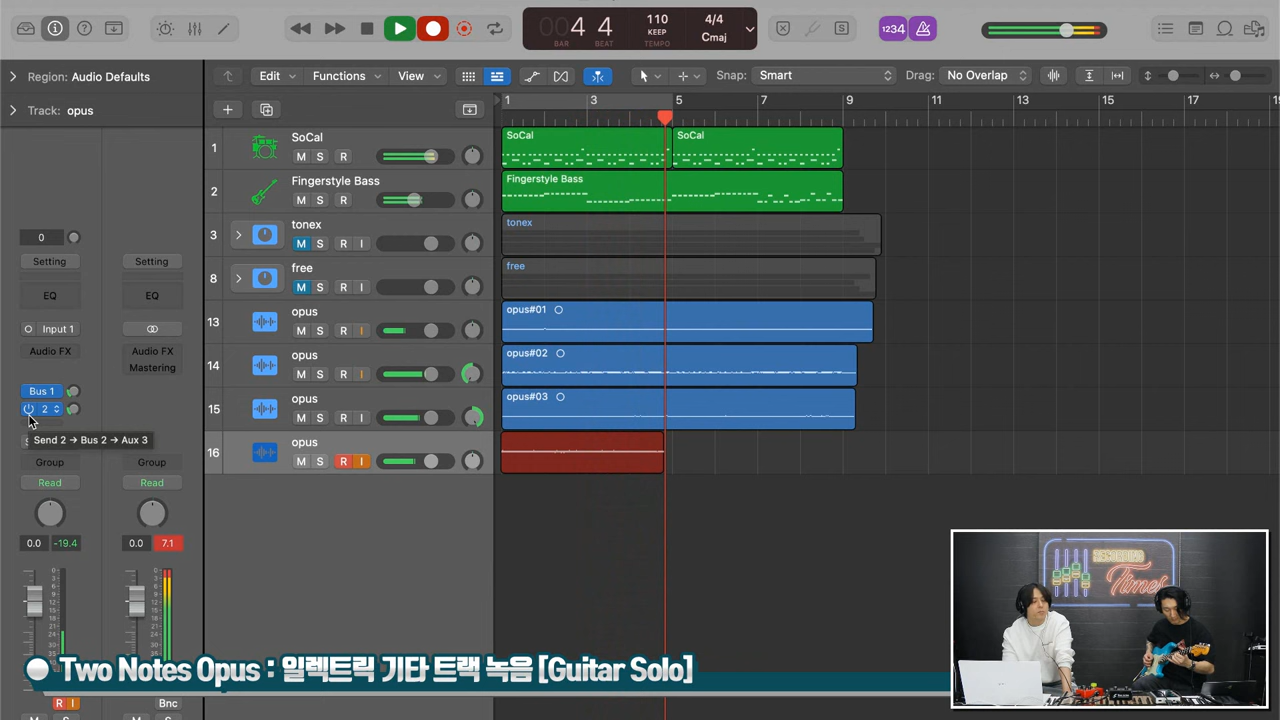 4 4
BAR BEAT
110
KEEP
TEMPO
4/4
Cmaj
S
1234
Region: Audio Defaults
Edit
Functions
View
Snap: Smart
Drag: No Overlap
Track: opus
1 3 5 7 9 11 13 15 17
1
SoCal
M S R
SoCal
SoCal
2
Fingerstyle Bass
M S R
Fingerstyle Bass
3
tonex
M S R I
tonex
8
free
M S R I
free
13
opus
M S R I
opus#01
14
opus
M S R I
opus#02
15
opus
M S R I
opus#03
16
opus
M S R I
0
Setting
Setting
EQ
EQ
Input 1
Audio FX
Audio FX
Mastering
Bus 1
2
Send 2 → Bus 2 → Aux 3
Group
Group
Read
Read
0.0 -19.4
0.0 7.1
R I
Bnc
RECORDING
Times
Two Notes Opus : 일렉트릭 기타 트랙 녹음 [Guitar Solo]